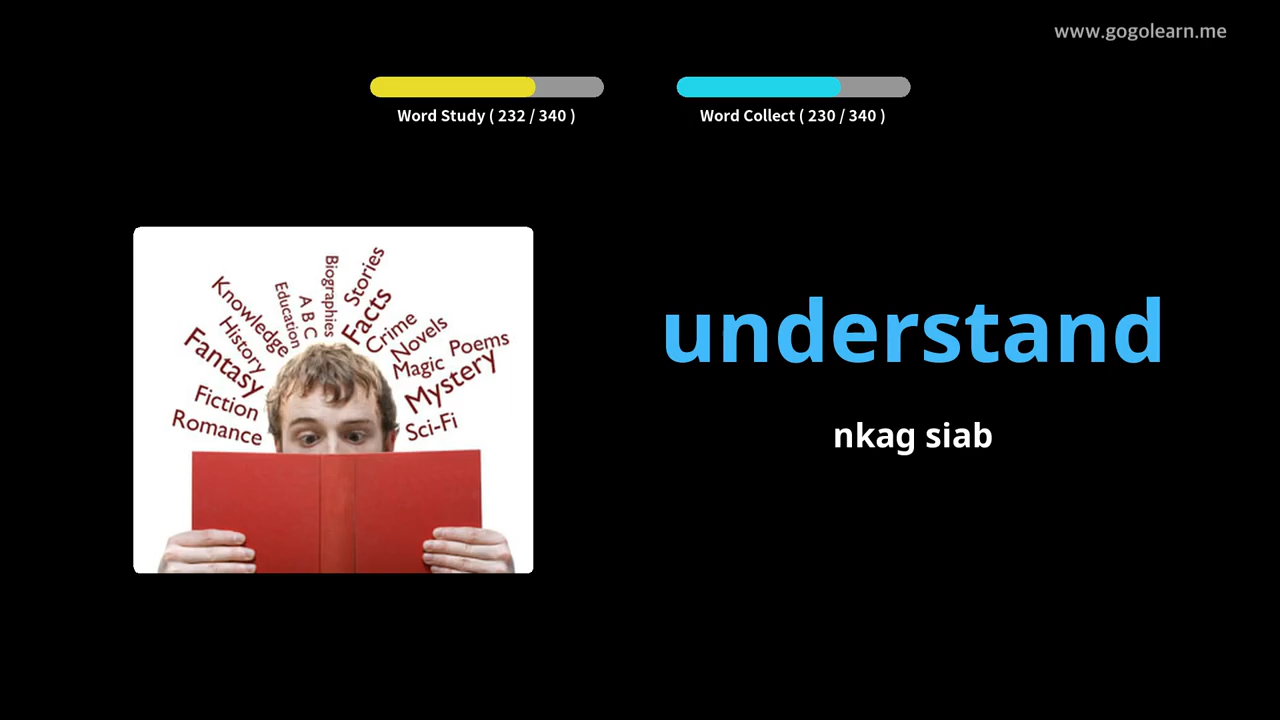 www.gogolearn.me
Word Study ( 232 / 340 )
Word Collect ( 230 / 340 )
Stories
Biographies
Education
A B C
Facts
Knowledge
Crime
History
Novels
Fantasy
Magic
Poems
Mystery
Fiction
Romance
Sci-Fi
understand
nkag siab